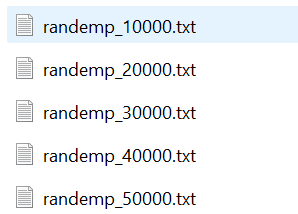 randemp_10000.txt
randemp_20000.txt
randemp_30000.txt
randemp_40000.txt
randemp_50000.txt